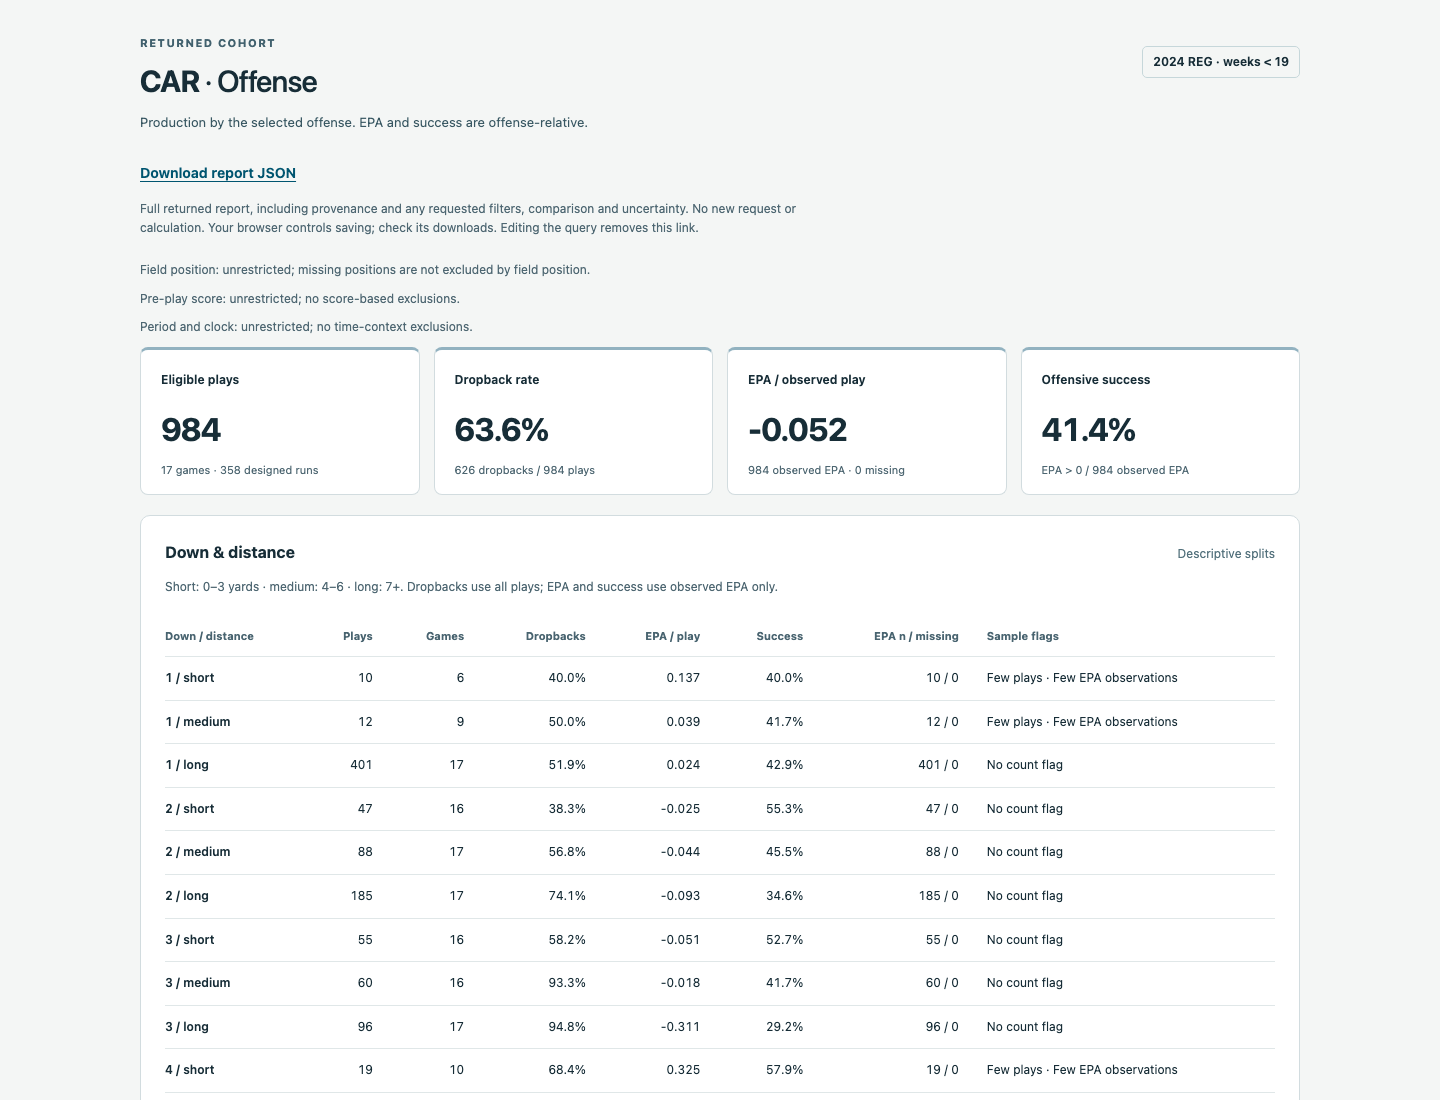 RETURNED COHORT
CAR · Offense
2024 REG · weeks < 19
Production by the selected offense. EPA and success are offense-relative.
Download report JSON
Full returned report, including provenance and any requested filters, comparison and uncertainty. No new request or
calculation. Your browser controls saving; check its downloads. Editing the query removes this link.
Field position: unrestricted; missing positions are not excluded by field position.
Pre-play score: unrestricted; no score-based exclusions.
Period and clock: unrestricted; no time-context exclusions.
Eligible plays
984
17 games · 358 designed runs
Dropback rate
63.6%
626 dropbacks / 984 plays
EPA / observed play
-0.052
984 observed EPA · 0 missing
Offensive success
41.4%
EPA > 0 / 984 observed EPA
Down & distance
Descriptive splits
Short: 0–3 yards · medium: 4–6 · long: 7+. Dropbacks use all plays; EPA and success use observed EPA only.
Down / distance Plays Games Dropbacks EPA / play Success EPA n / missing Sample flags
1 / short 10 6 40.0% 0.137 40.0% 10 / 0 Few plays · Few EPA observations
1 / medium 12 9 50.0% 0.039 41.7% 12 / 0 Few plays · Few EPA observations
1 / long 401 17 51.9% 0.024 42.9% 401 / 0 No count flag
2 / short 47 16 38.3% -0.025 55.3% 47 / 0 No count flag
2 / medium 88 17 56.8% -0.044 45.5% 88 / 0 No count flag
2 / long 185 17 74.1% -0.093 34.6% 185 / 0 No count flag
3 / short 55 16 58.2% -0.051 52.7% 55 / 0 No count flag
3 / medium 60 16 93.3% -0.018 41.7% 60 / 0 No count flag
3 / long 96 17 94.8% -0.311 29.2% 96 / 0 No count flag
4 / short 19 10 68.4% 0.325 57.9% 19 / 0 Few plays · Few EPA observations